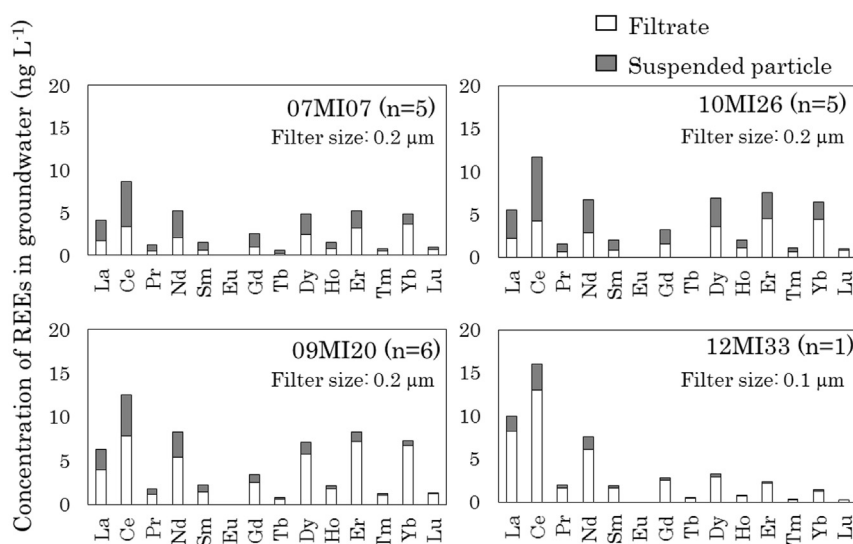 Concentration of REEs in groundwater (ng L-1)
Filtrate
Suspended particle
07MI07 (n=5)
Filter size: 0.2 μm
20
15
10
5
0
La Ce Pr Nd Sm Eu Gd Tb Dy Ho Er Tm Yb Lu
10MI26 (n=5)
Filter size: 0.2 μm
20
15
10
5
0
La Ce Pr Nd Sm Eu Gd Tb Dy Ho Er Tm Yb Lu
09MI20 (n=6)
Filter size: 0.2 μm
20
15
10
5
0
La Ce Pr Nd Sm Eu Gd Tb Dy Ho Er Tm Yb Lu
12MI33 (n=1)
Filter size: 0.1 μm
20
15
10
5
0
La Ce Pr Nd Sm Eu Gd Tb Dy Ho Er Tm Yb Lu